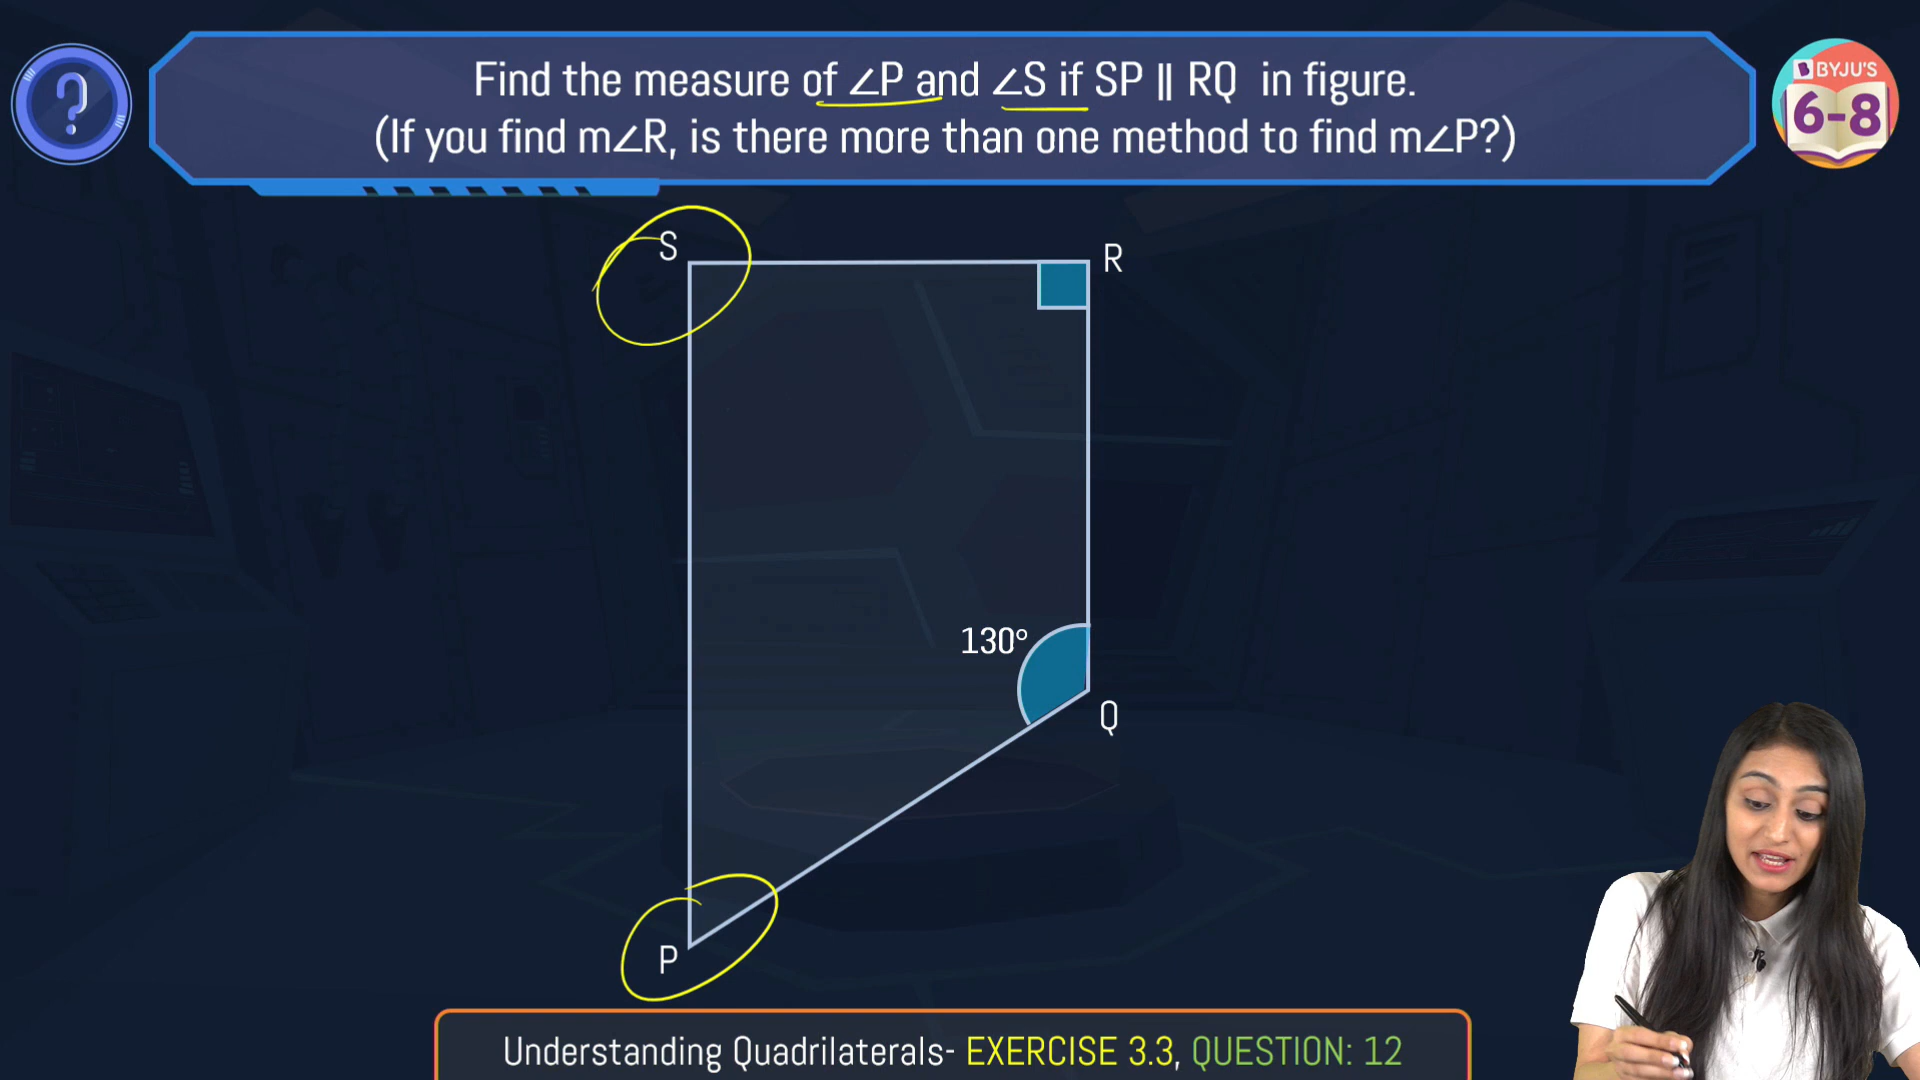 Find the measure of ∠P and ∠S if SP ∥ RQ in figure.
(If you find m∠R, is there more than one method to find m∠P?)
BYJU'S
6-8
S
R
130°
Q
P
Understanding Quadrilaterals- EXERCISE 3.3, QUESTION: 12